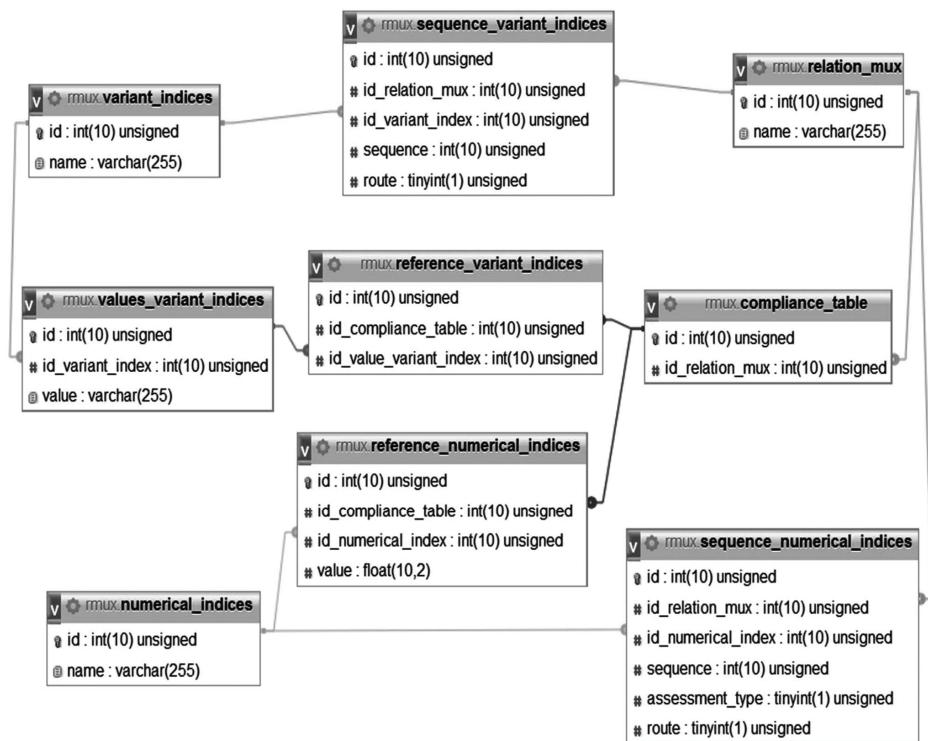 rmux.sequence_variant_indices
id : int(10) unsigned
id_relation_mux : int(10) unsigned
id_variant_index : int(10) unsigned
sequence : int(10) unsigned
route : tinyint(1) unsigned
rmux.relation_mux
id : int(10) unsigned
name : varchar(255)
rmux.variant_indices
id : int(10) unsigned
name : varchar(255)
rmux.reference_variant_indices
id : int(10) unsigned
id_compliance_table : int(10) unsigned
id_value_variant_index : int(10) unsigned
rmux.values_variant_indices
id : int(10) unsigned
id_variant_index : int(10) unsigned
value : varchar(255)
rmux.compliance_table
id : int(10) unsigned
id_relation_mux : int(10) unsigned
rmux.reference_numerical_indices
id : int(10) unsigned
id_compliance_table : int(10) unsigned
id_numerical_index : int(10) unsigned
value : float(10,2)
rmux.sequence_numerical_indices
id : int(10) unsigned
id_relation_mux : int(10) unsigned
id_numerical_index : int(10) unsigned
sequence : int(10) unsigned
assessment_type : tinyint(1) unsigned
route : tinyint(1) unsigned
rmux.numerical_indices
id : int(10) unsigned
name : varchar(255)